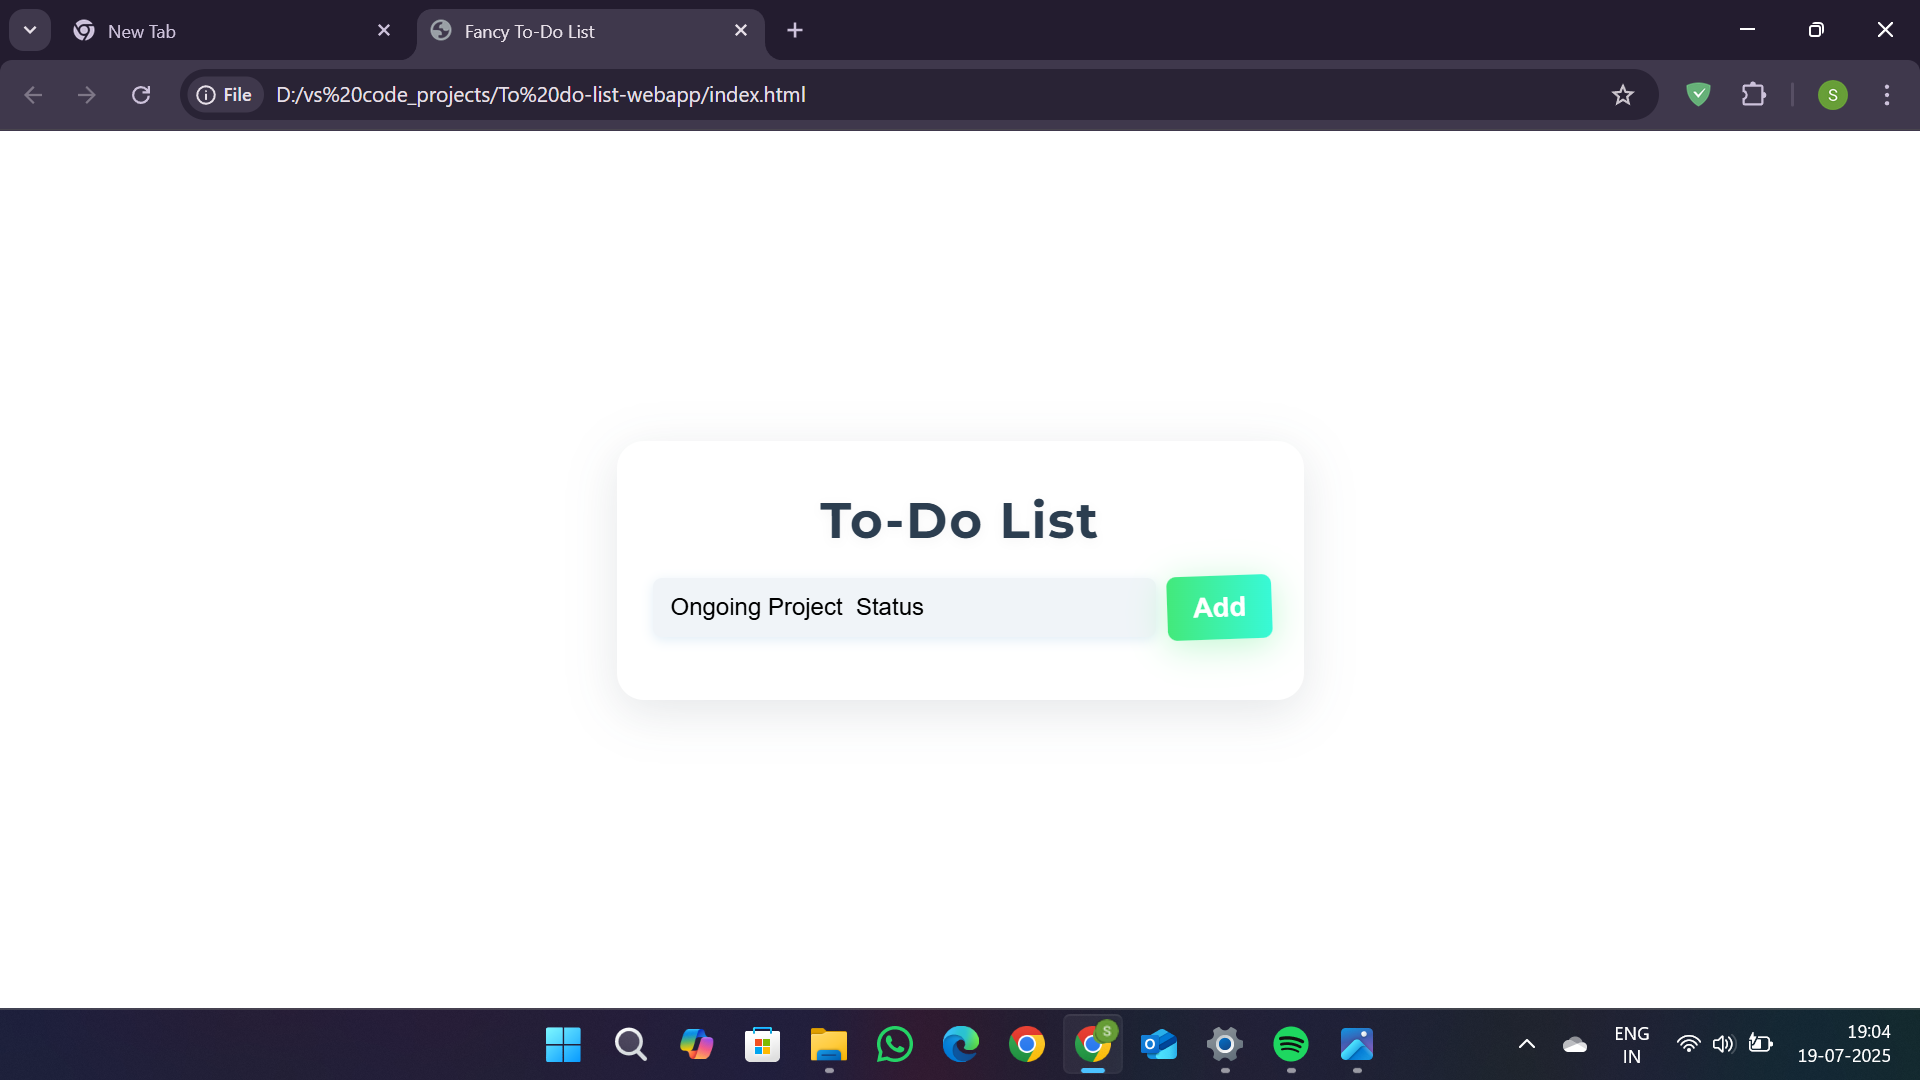 New Tab
Fancy To-Do List
File D:/vs%20code_projects/To%20do-list-webapp/index.html
S
To-Do List
Ongoing Project  Status
Add
S
ENG
IN
19:04
19-07-2025